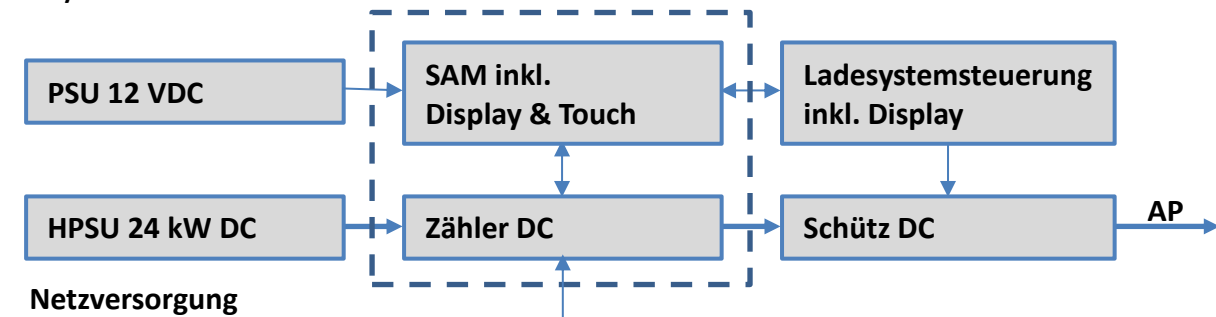 PSU 12 VDC
SAM inkl.
Display & Touch
Ladesystemsteuerung
inkl. Display
HPSU 24 kW DC
Zähler DC
Schütz DC
AP
Netzversorgung